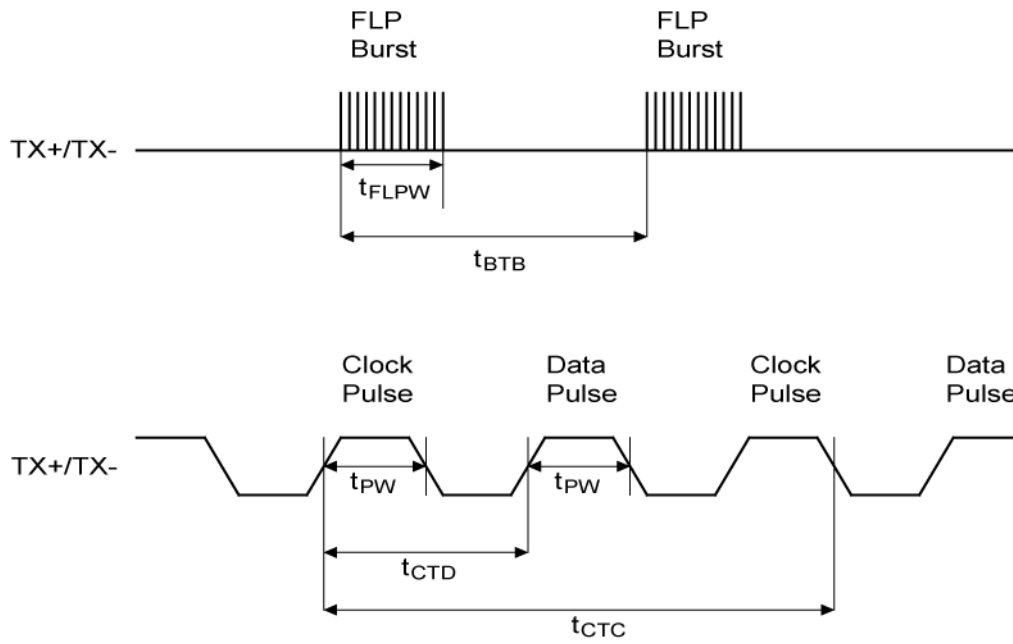 FLP
Burst
FLP
Burst
TX+/TX-
tFLPW
tBTB
Clock
Pulse
Data
Pulse
Clock
Pulse
Data
Pulse
TX+/TX-
tPW
tPW
tCTD
tCTC